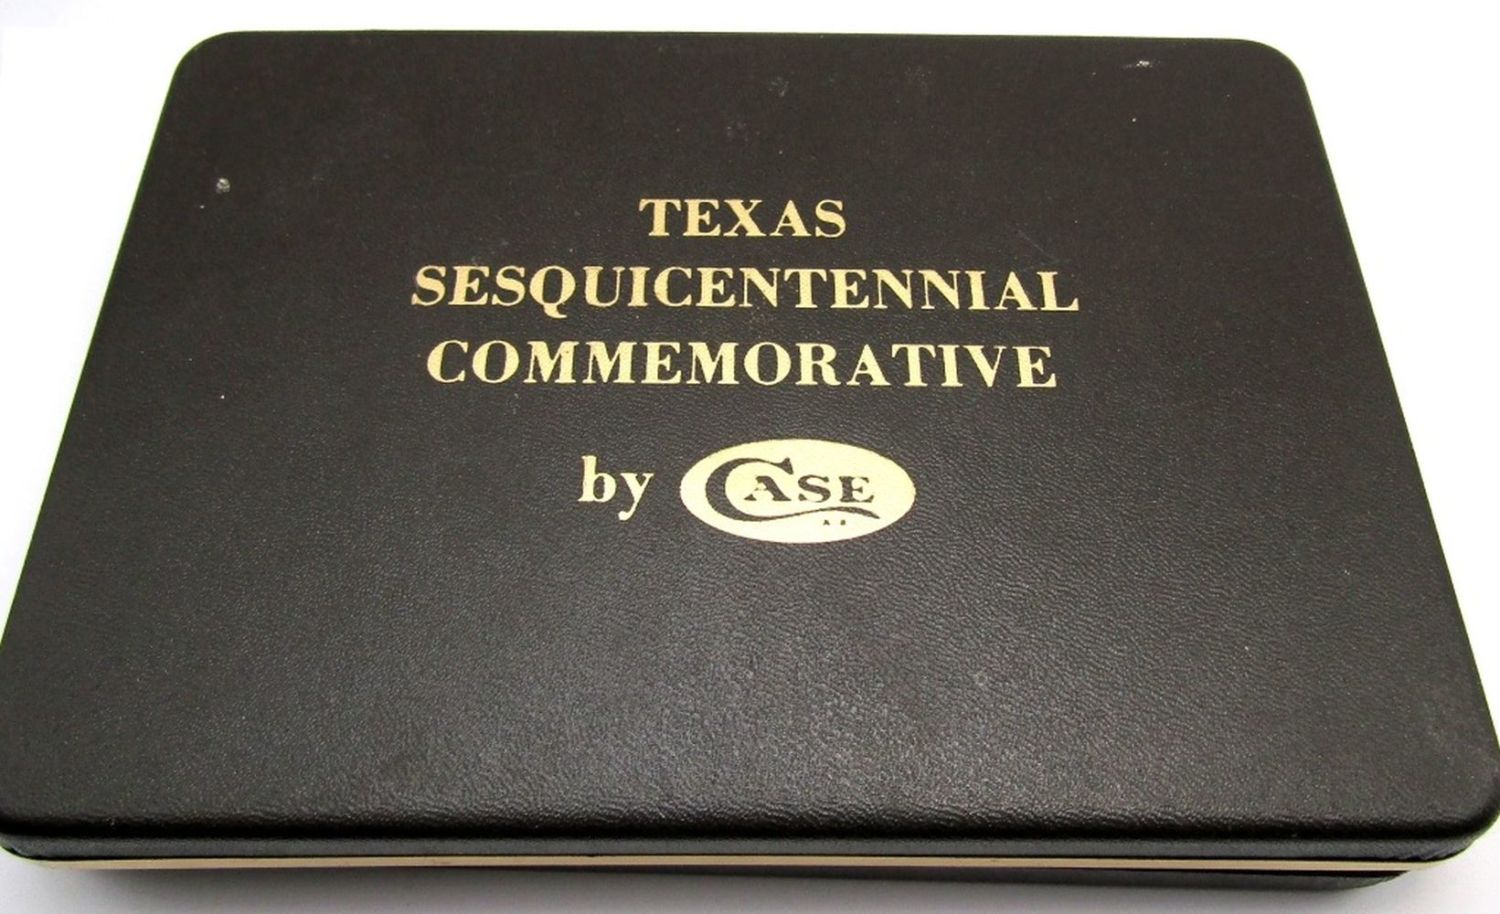 TEXAS
SESQUICENTENNIAL
COMMEMORATIVE
by CASE